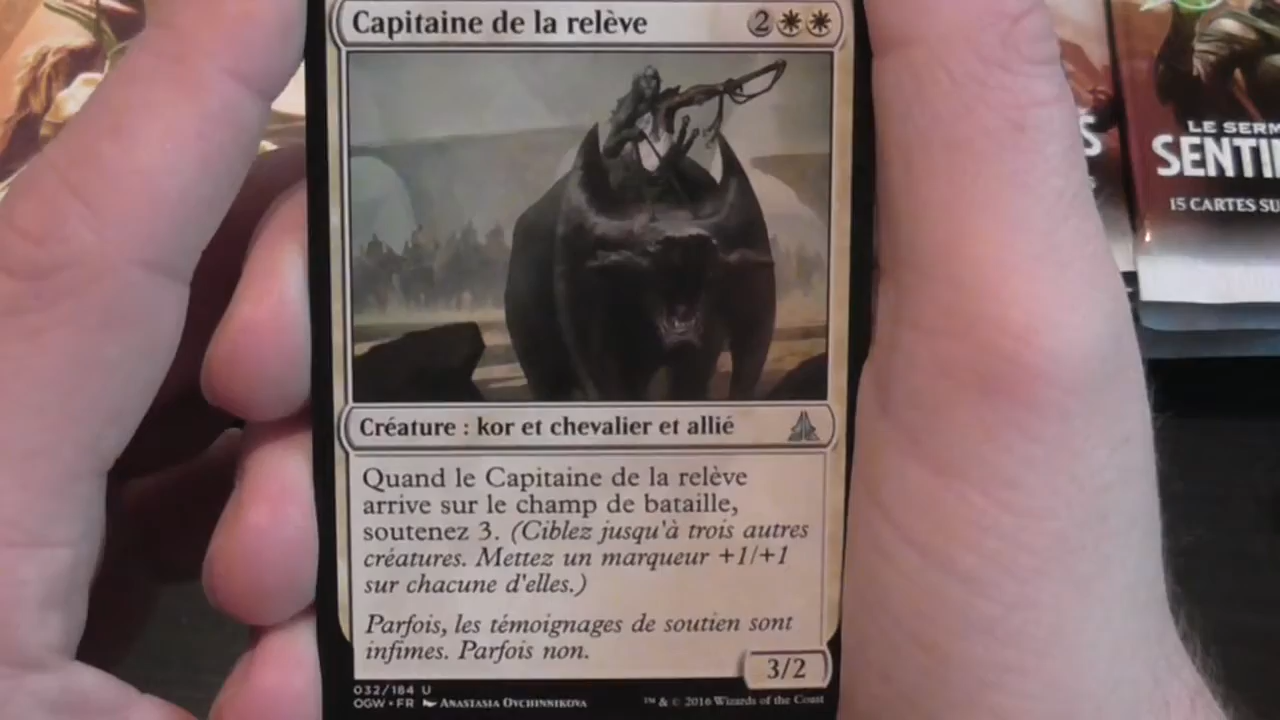 Capitaine de la relève 2
Créature : kor et chevalier et allié
Quand le Capitaine de la relève
arrive sur le champ de bataille,
soutenez 3. (Ciblez jusqu'à trois autres
créatures. Mettez un marqueur +1/+1
sur chacune d'elles.)
Parfois, les témoignages de soutien sont
infimes. Parfois non.
3/2
032/184 U
OGW • FR ANASTASIA OVCHINNIKOVA
™ & © 2016 Wizards of the Coast
S
LE SERM
SENTI
15 CARTES SU